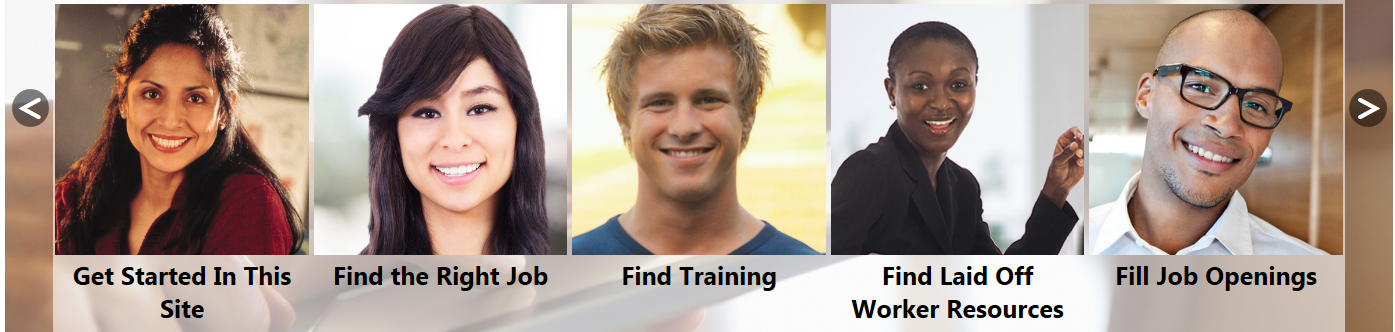 Get Started In This
Site
Find the Right Job
Find Training
Find Laid Off
Worker Resources
Fill Job Openings